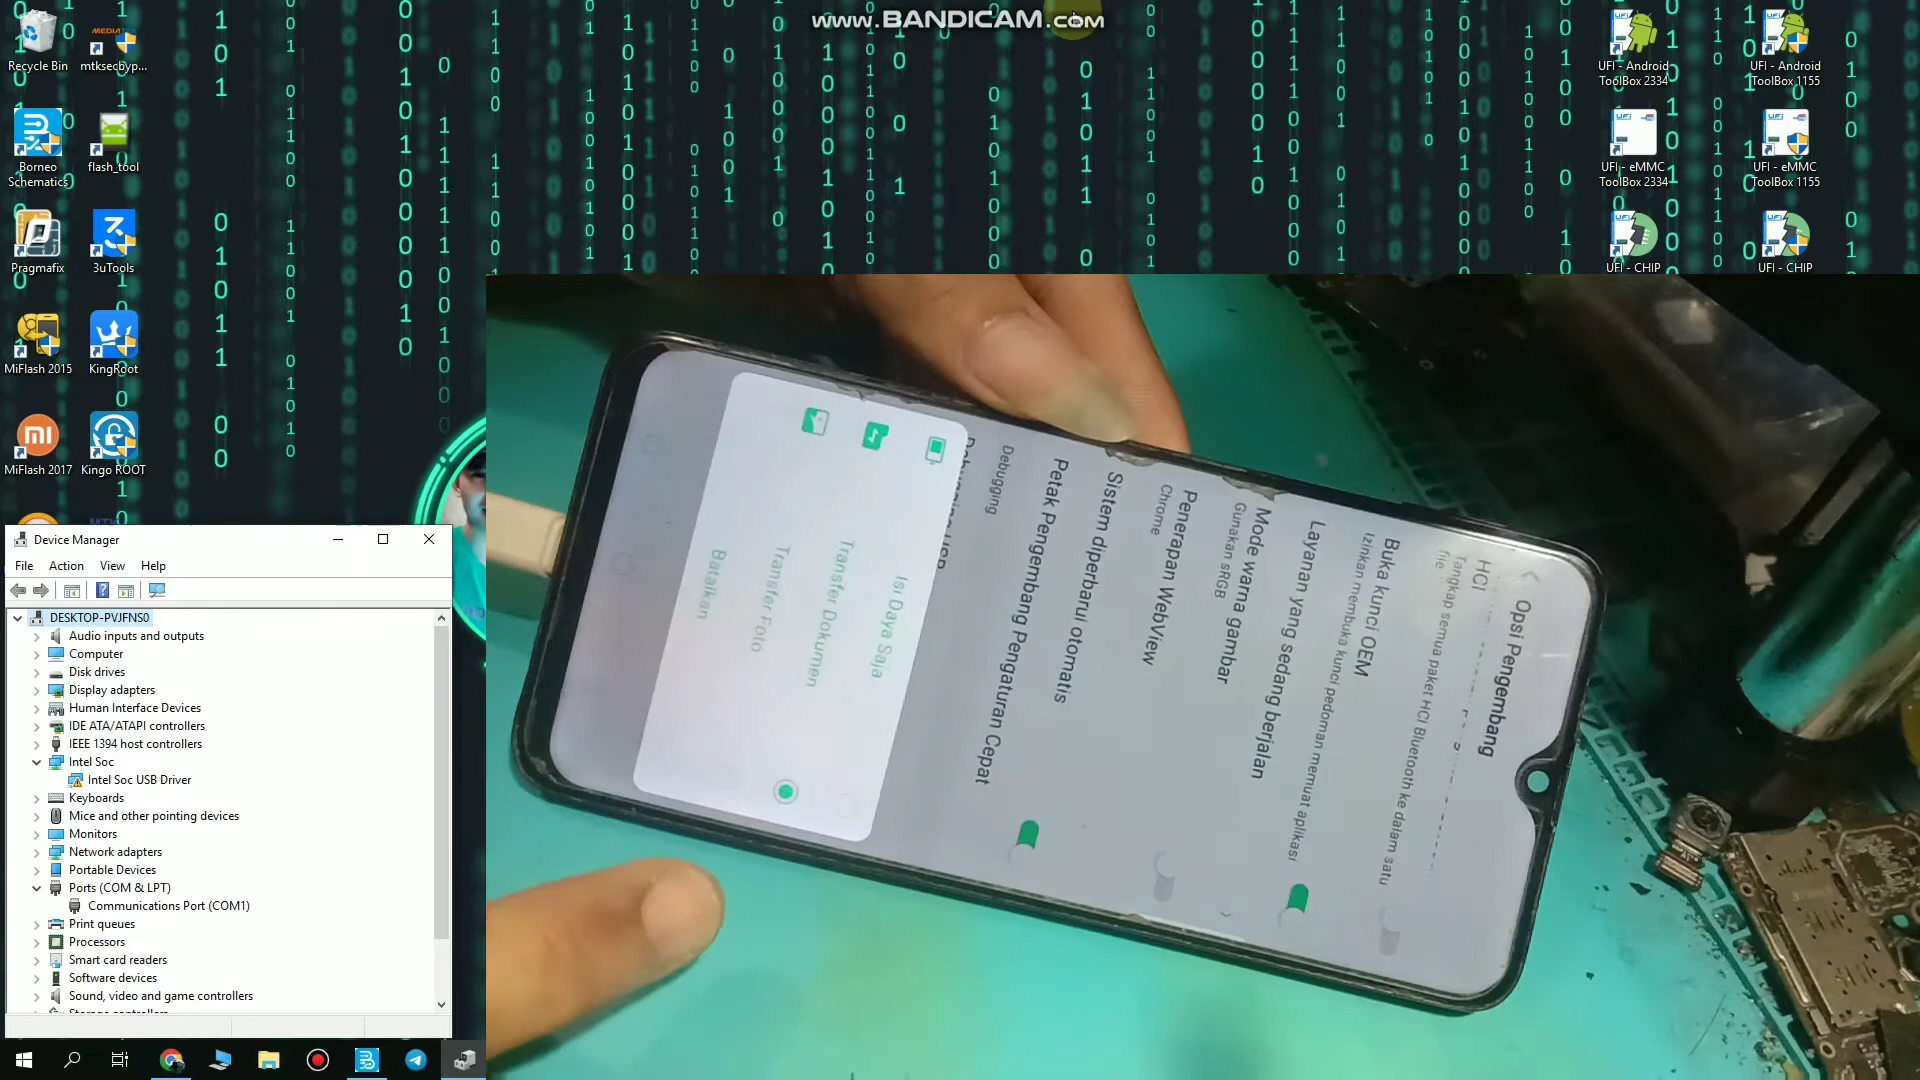 www.BANDICAM.com
Recycle Bin
mtksecbyp...
Borneo
Schematics
flash_tool
Pragmafix
3uTools
MiFlash 2015
KingRoot
MiFlash 2017
Kingo ROOT
UFI - Android
ToolBox 2334
UFI - Android
ToolBox 1155
UFI - eMMC
ToolBox 2334
UFI - eMMC
ToolBox 1155
UFI - CHIP
UFI - CHIP
Device Manager
File Action View Help
DESKTOP-PVJFNS0
Audio inputs and outputs
Computer
Disk drives
Display adapters
Human Interface Devices
IDE ATA/ATAPI controllers
IEEE 1394 host controllers
Intel Soc
Intel Soc USB Driver
Keyboards
Mice and other pointing devices
Monitors
Network adapters
Portable Devices
Ports (COM & LPT)
Communications Port (COM1)
Print queues
Processors
Smart card readers
Software devices
Sound, video and game controllers
Opsi Pengembang
HCI
Tangkap semua paket HCI Bluetooth ke dalam satu
file
Buka kunci OEM
Izinkan membuka kunci pedoman memuat aplikasi
Layanan yang sedang berjalan
Mode warna gambar
Gunakan sRGB
Penerapan WebView
Chrome
Sistem diperbarui otomatis
Petak Pengembang Pengaturan Cepat
Debugging
Isi Daya Saja
Transfer Dokumen
Transfer Foto
Batalkan